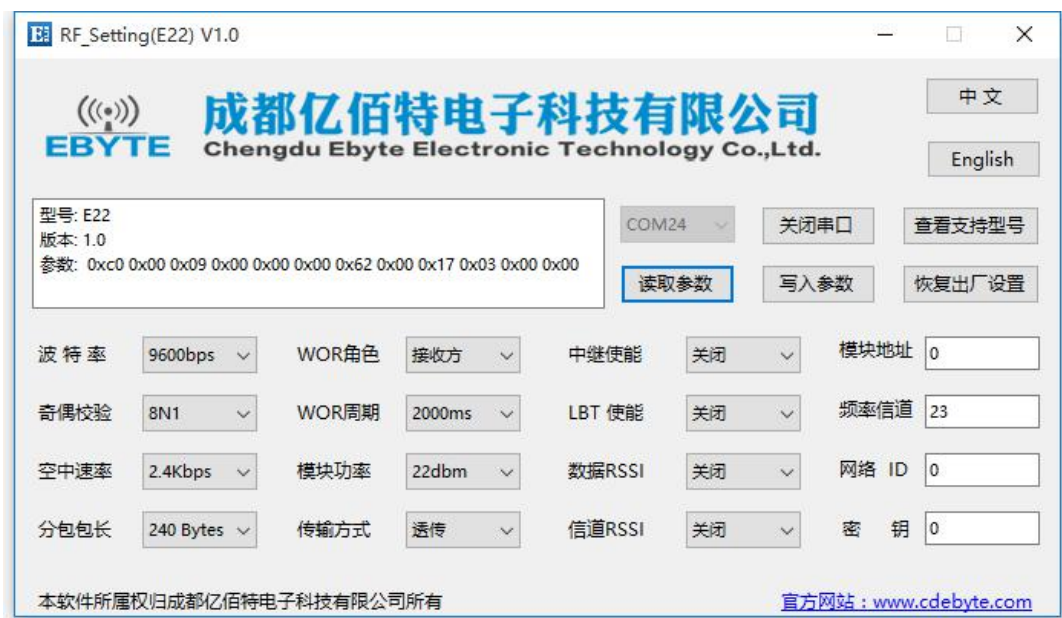 RF_Setting(E22) V1.0
EBYTE
成都亿佰特电子科技有限公司
Chengdu Ebyte Electronic Technology Co.,Ltd.
中 文
English
型号: E22
版本: 1.0
参数: 0xc0 0x00 0x09 0x00 0x00 0x00 0x62 0x00 0x17 0x03 0x00 0x00
COM24 关闭串口 查看支持型号
读取参数 写入参数 恢复出厂设置
波 特 率 9600bps WOR角色 接收方 中继使能 关闭 模块地址 0
奇偶校验 8N1 WOR周期 2000ms LBT 使能 关闭 频率信道 23
空中速率 2.4Kbps 模块功率 22dbm 数据RSSI 关闭 网络 ID 0
分包包长 240 Bytes 传输方式 透传 信道RSSI 关闭 密 钥 0
本软件所属权归成都亿佰特电子科技有限公司所有 官方网站：www.cdebyte.com